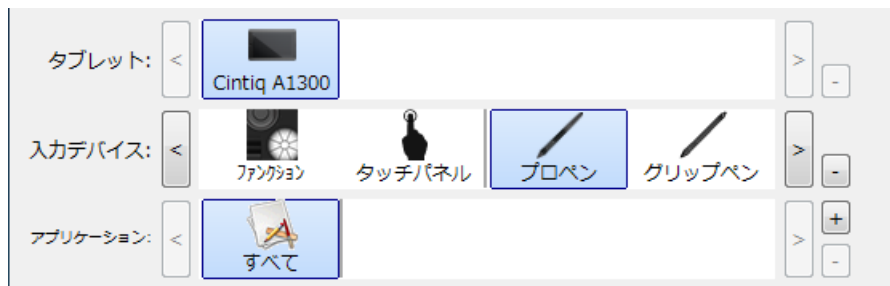 タブレット:
<
Cintiq A1300
>
-
入力デバイス:
<
ファンクション
タッチパネル
プロペン
グリップペン
>
-
アプリケーション:
<
すべて
>
+
-